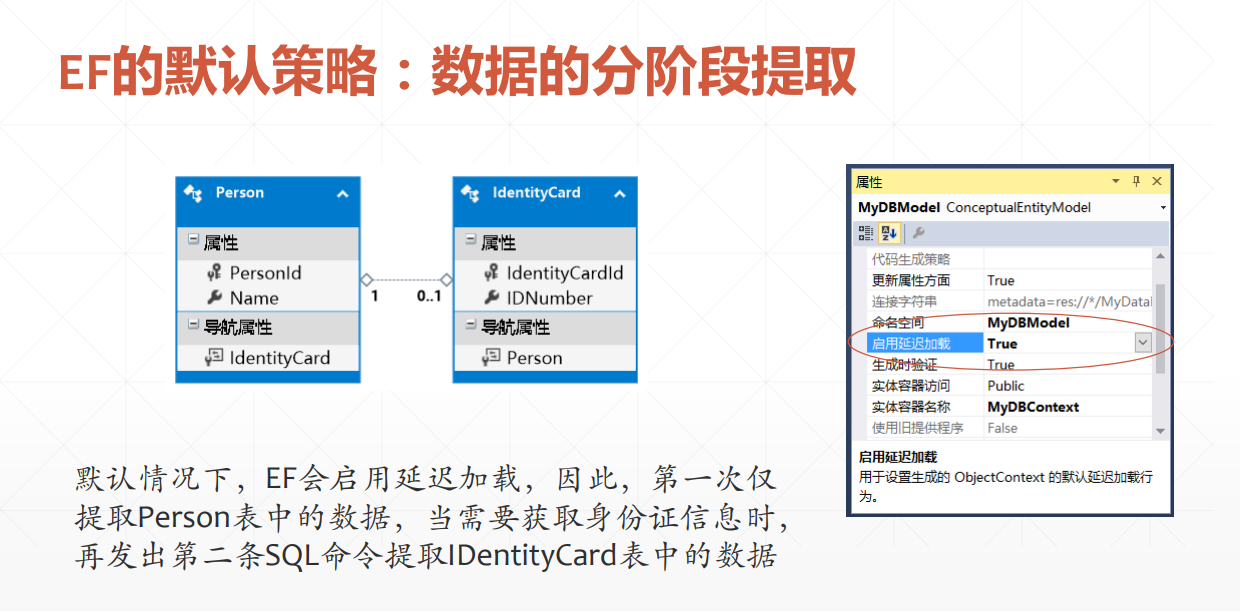 EF的默认策略：数据的分阶段提取
Person
属性
PersonId
Name
导航属性
IdentityCard
1
0..1
IdentityCard
属性
IdentityCardId
IDNumber
导航属性
Person
属性
MyDBModel ConceptualEntityModel
代码生成策略
更新属性方面 True
连接字符串 metadata=res://*/MyDatal
命名空间 MyDBModel
启用延迟加载 True
生成时验证 True
实体容器访问 Public
实体容器名称 MyDBContext
使用旧提供程序 False
启用延迟加载
用于设置生成的 ObjectContext 的默认延迟加载行
为。
默认情况下，EF会启用延迟加载，因此，第一次仅
提取Person表中的数据，当需要获取身份证信息时，
再发出第二条SQL命令提取IDentityCard表中的数据